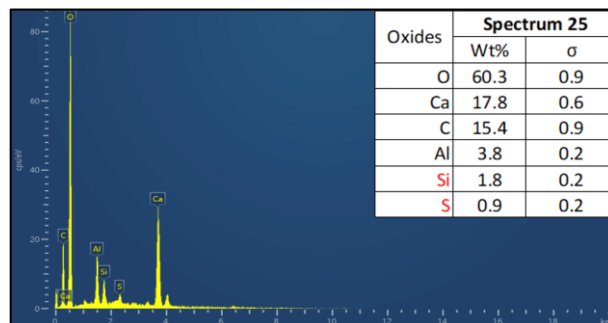 Oxides Spectrum 25
Wt% σ
O 60.3 0.9
Ca 17.8 0.6
C 15.4 0.9
Al 3.8 0.2
Si 1.8 0.2
S 0.9 0.2
80
60
40
20
0
cps/eV
O
C
Ca
Al
Si
S
Ca
0 2 4 6 8 10 12 14 16 18